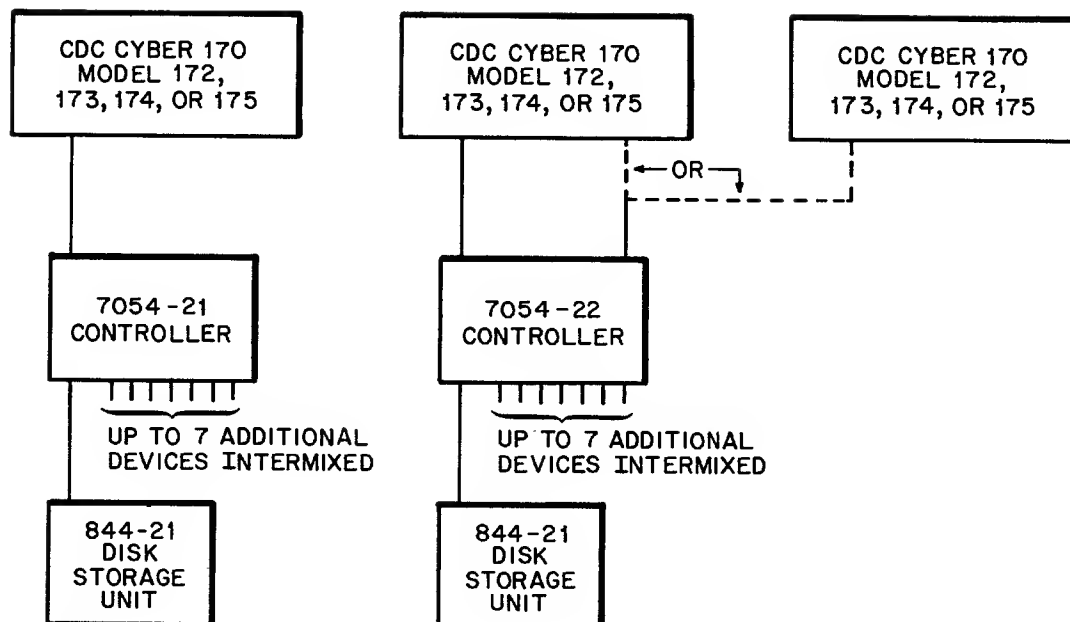 CDC CYBER 170
MODEL 172,
173, 174, OR 175
CDC CYBER 170
MODEL 172,
173, 174, OR 175
CDC CYBER 170
MODEL 172,
173, 174, OR 175
OR
7054-21
CONTROLLER
7054-22
CONTROLLER
UP TO 7 ADDITIONAL
DEVICES INTERMIXED
UP TO 7 ADDITIONAL
DEVICES INTERMIXED
844-21
DISK
STORAGE
UNIT
844-21
DISK
STORAGE
UNIT